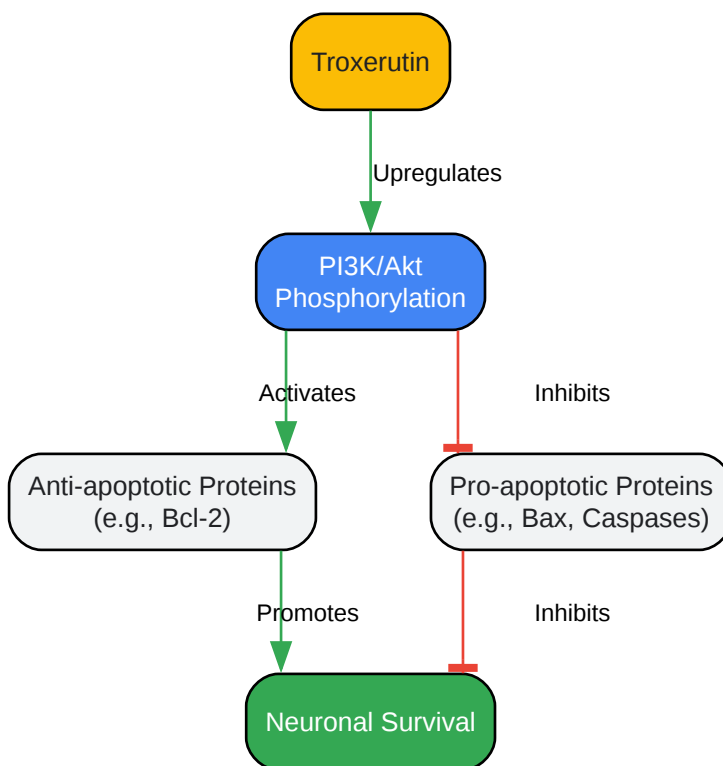 Troxerutin
Upregulates
PI3K/Akt
Phosphorylation
Activates
Inhibits
Anti-apoptotic Proteins
(e.g., Bcl-2)
Pro-apoptotic Proteins
(e.g., Bax, Caspases)
Promotes
Inhibits
Neuronal Survival